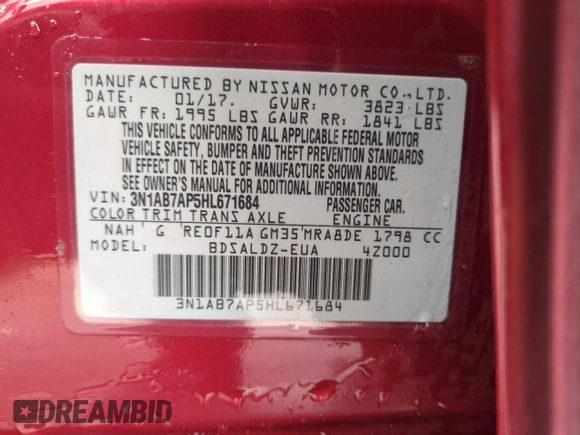 MANUFACTURED BY NISSAN MOTOR CO., LTD.
DATE: 01/17. GVWR: 3823 LBS
GAWR FR: 1995 LBS GAWR RR: 1841 LBS
THIS VEHICLE CONFORMS TO ALL APPLICABLE FEDERAL MOTOR
VEHICLE SAFETY, BUMPER AND THEFT PREVENTION STANDARDS
IN EFFECT ON THE DATE OF MANUFACTURE SHOWN ABOVE.
SEE OWNER'S MANUAL FOR ADDITIONAL INFORMATION.
VIN: 3N1AB7AP5HL671684 PASSENGER CAR.
COLOR TRIM TRANS AXLE ENGINE
NAH G RE0F11A GM35 MRA8DE 1798 CC
MODEL: BDSALDZ-EUA 4Z000
3N1AB7AP5HL671684
DREAMBID